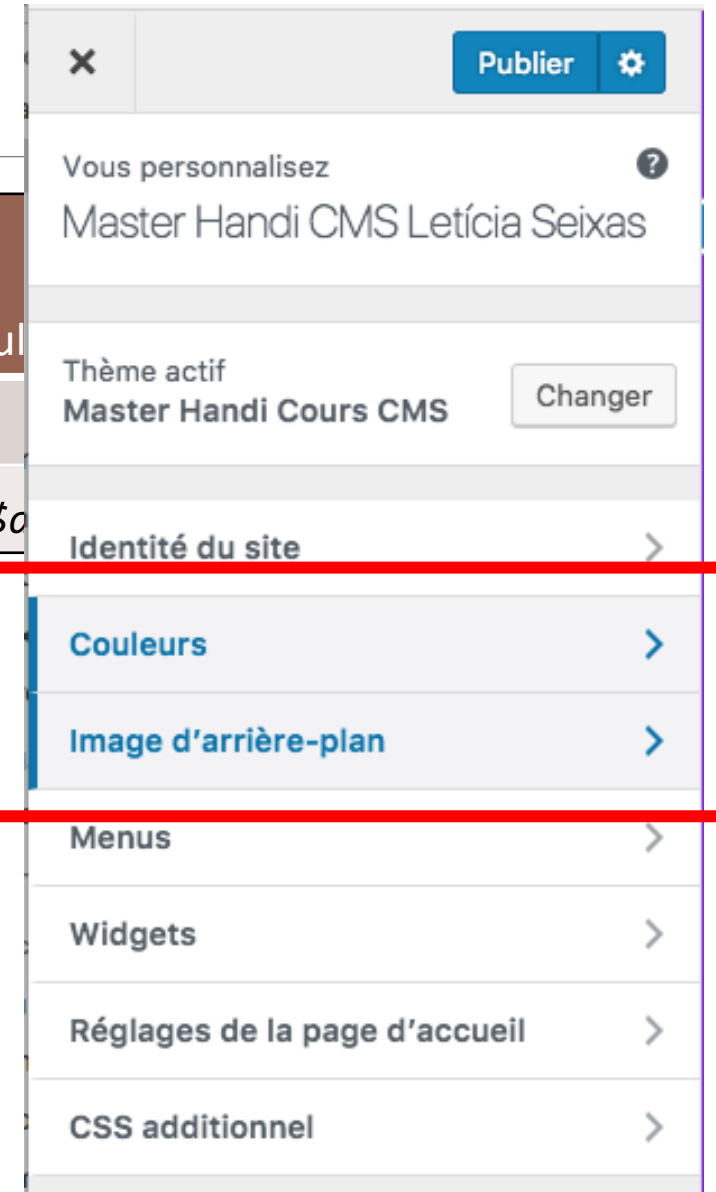 Publier
Vous personnalisez
Master Handi CMS Letícia Seixas
Thème actif
Master Handi Cours CMS
Changer
Identité du site
Couleurs
Image d’arrière-plan
Menus
Widgets
Réglages de la page d’accueil
CSS additionnel